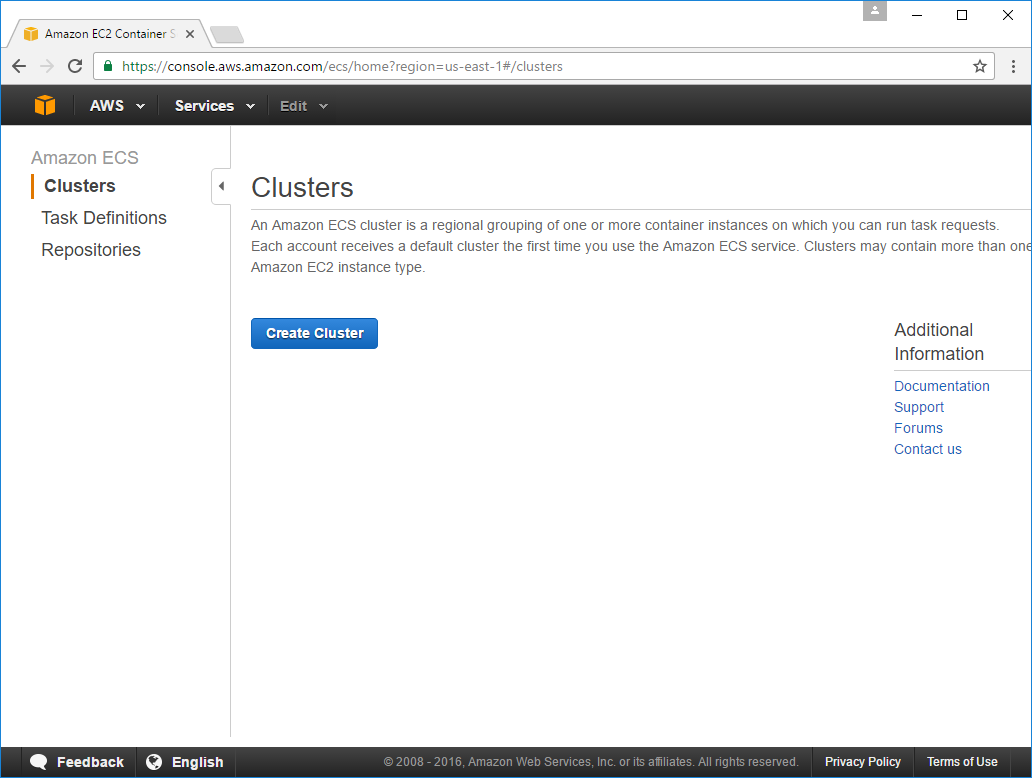 Amazon EC2 Container S
https://console.aws.amazon.com/ecs/home?region=us-east-1#/clusters
AWS Services Edit
Amazon ECS
Clusters
Task Definitions
Repositories
Clusters
An Amazon ECS cluster is a regional grouping of one or more container instances on which you can run task requests.
Each account receives a default cluster the first time you use the Amazon ECS service. Clusters may contain more than one
Amazon EC2 instance type.
Create Cluster
Additional
Information
Documentation
Support
Forums
Contact us
Feedback English © 2008 - 2016, Amazon Web Services, Inc. or its affiliates. All rights reserved. Privacy Policy Terms of Use